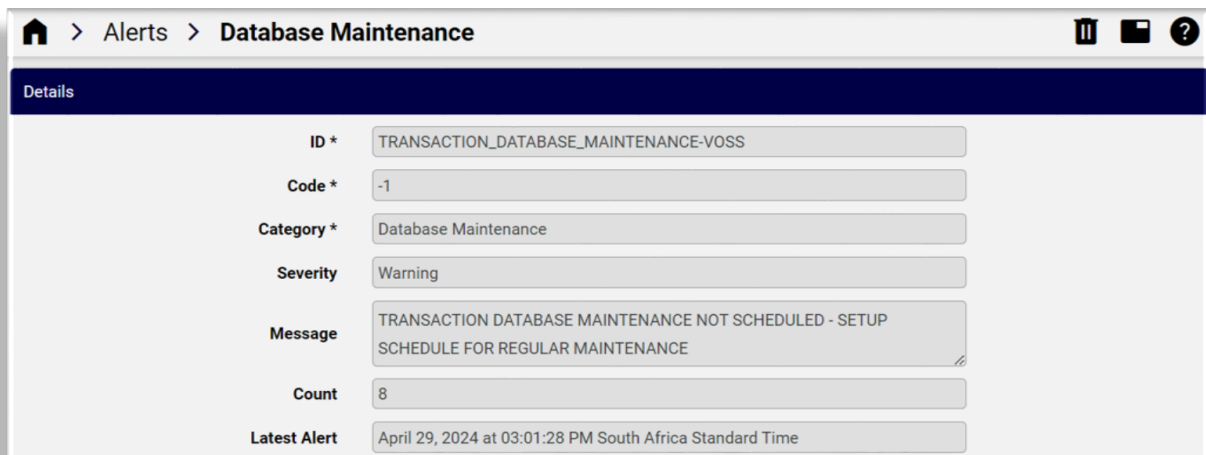 > Alerts > Database Maintenance
Details
ID * TRANSACTION_DATABASE_MAINTENANCE-VOSS
Code * -1
Category * Database Maintenance
Severity Warning
Message TRANSACTION DATABASE MAINTENANCE NOT SCHEDULED - SETUP
SCHEDULE FOR REGULAR MAINTENANCE
Count 8
Latest Alert April 29, 2024 at 03:01:28 PM South Africa Standard Time